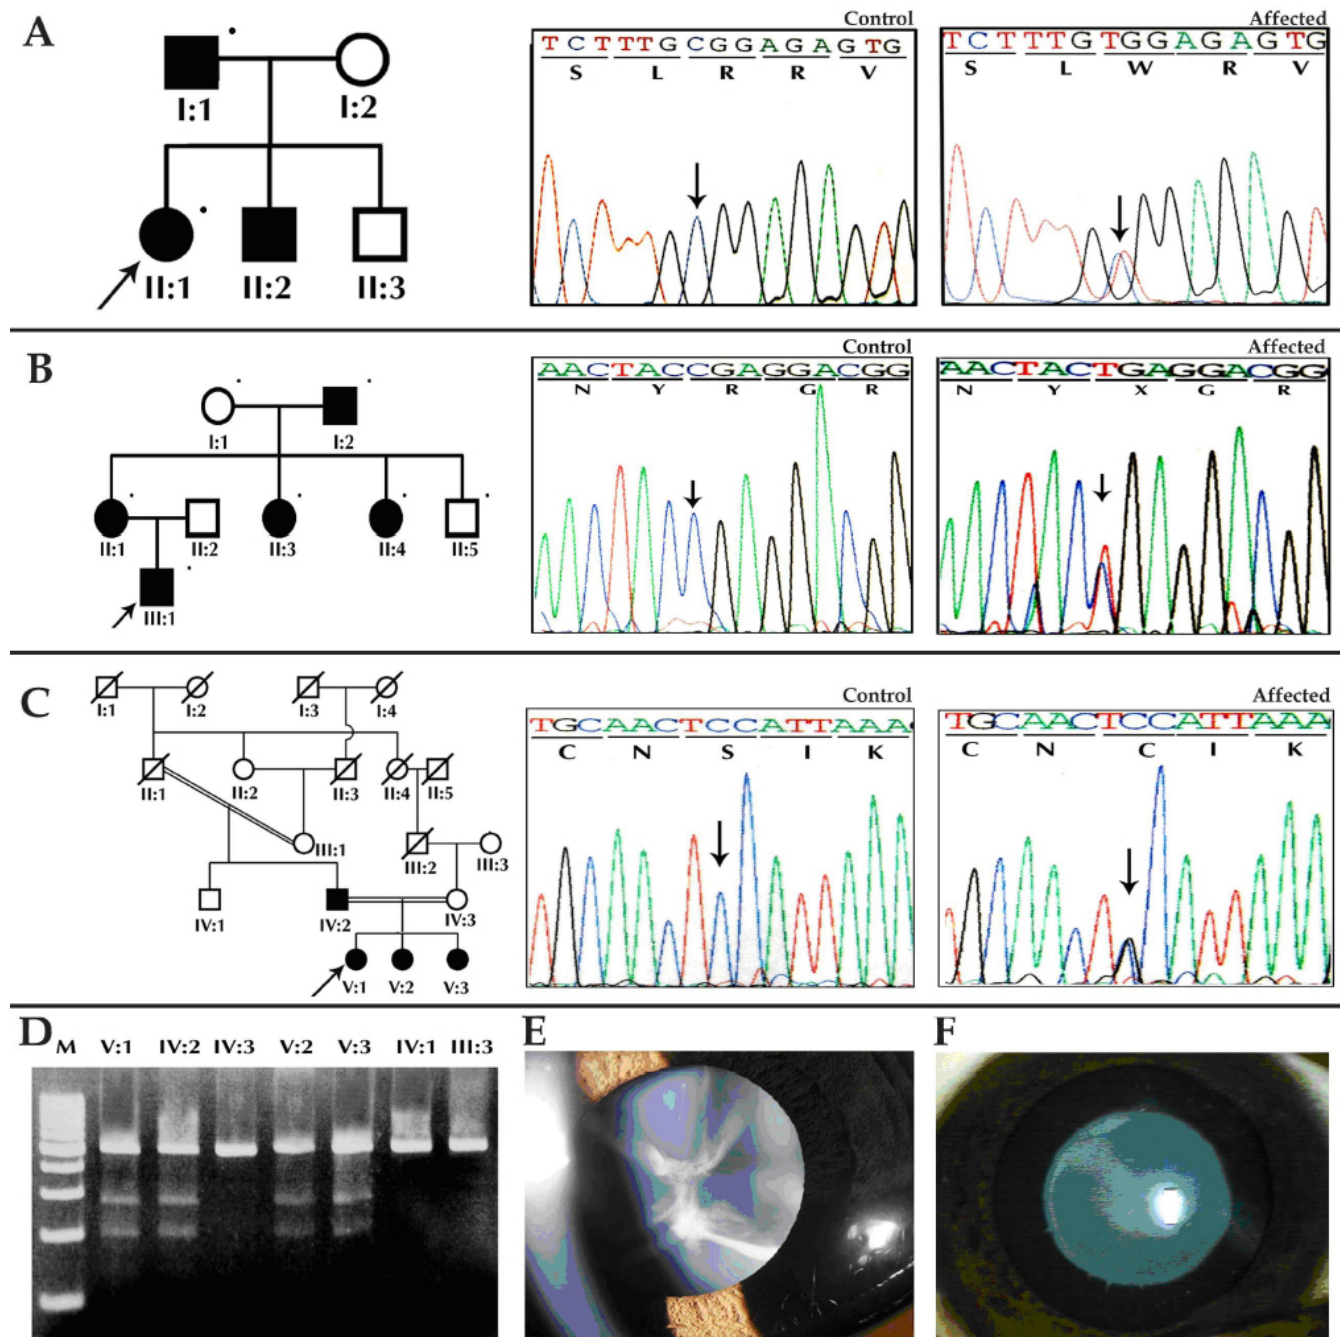 A
I:1
I:2
II:1
II:2
II:3
Control
T C T T T G C G G A G A G T G
S L R R V
Affected
T C T T T G T G G A G A G T G
S L W R V
B
I:1
I:2
II:1
II:2
II:3
II:4
II:5
III:1
Control
AACTACCGAGGACGG
N Y R G R
Affected
AACTACTGAGGACGG
N Y X G R
C
I:1
I:2
I:3
I:4
II:1
II:2
II:3
II:4
II:5
III:1
III:2
III:3
IV:1
IV:2
IV:3
V:1
V:2
V:3
Control
TGCAACTCCATTAAA
C N S I K
Affected
TGCAACTCCATTAAA
C N C I K
D
M V:1 IV:2 IV:3 V:2 V:3 IV:1 III:3
E
F